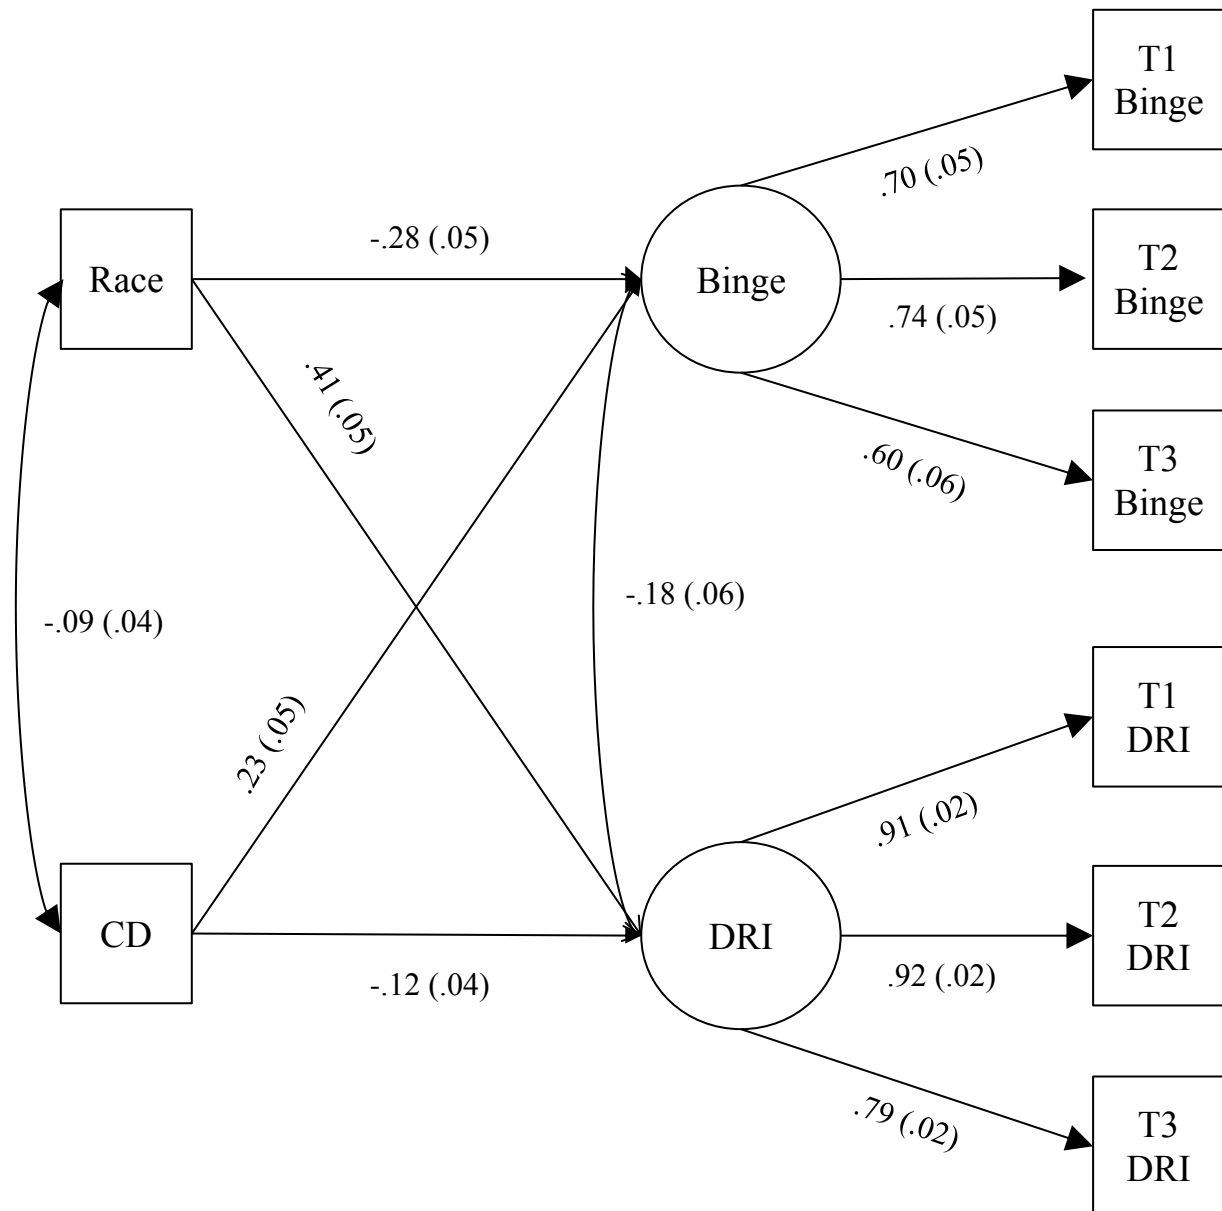 T1
Binge
.70 (.05)
-.28 (.05)
Race
Binge
T2
Binge
.74 (.05)
.41 (.05)
T3
Binge
.60 (.06)
-.09 (.04)
-.18 (.06)
.23 (.05)
T1
DRI
.91 (.02)
CD
DRI
T2
DRI
-.12 (.04)
.92 (.02)
.79 (.02)
T3
DRI